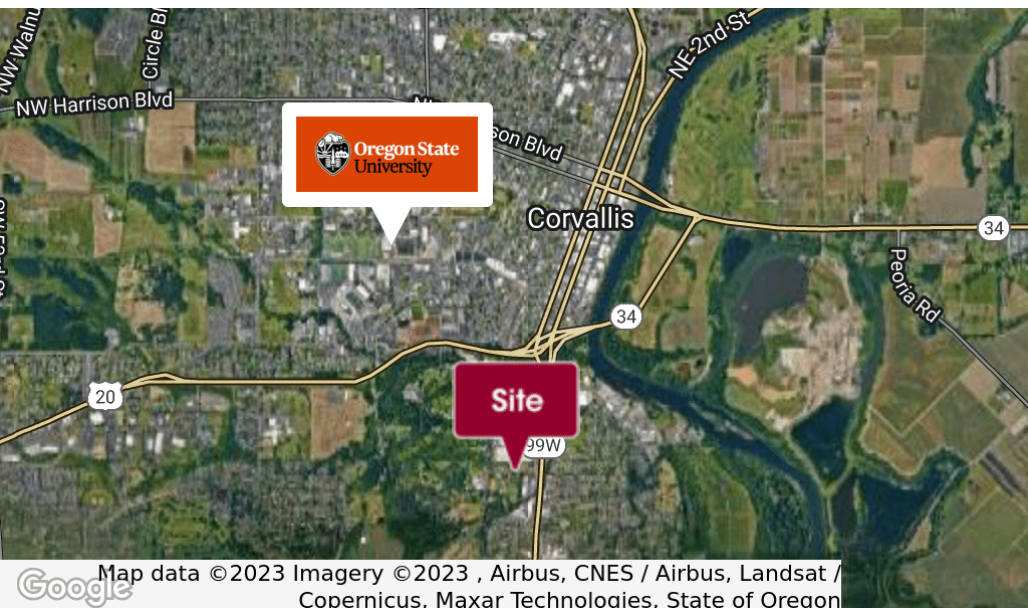 NW Walnu
Circle Bl
NE 2nd St
NW Harrison Blvd
son Blvd
Oregon State
University
Corvallis
34
Peoria Rd
34
20
Site
99W
Google
Map data ©2023 Imagery ©2023 , Airbus, CNES / Airbus, Landsat /
Copernicus, Maxar Technologies, State of Oregon